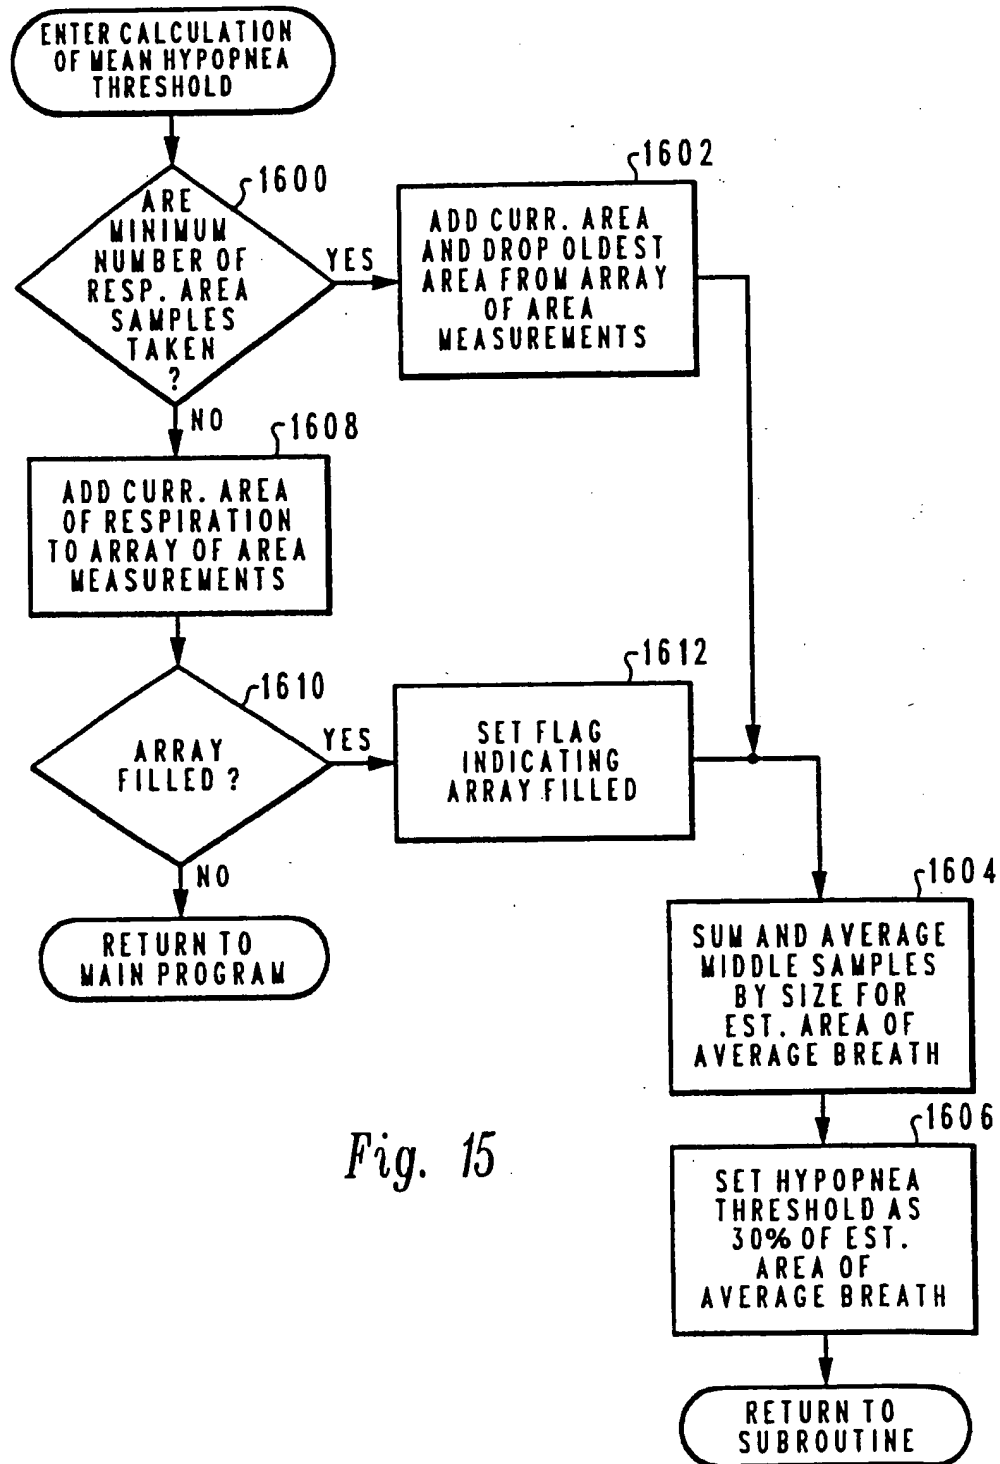 ENTER CALCULATION
OF MEAN HYPOPNEA
THRESHOLD
1600
ARE
MINIMUM
NUMBER OF
RESP. AREA
SAMPLES
TAKEN
?
YES
1602
ADD CURR. AREA
AND DROP OLDEST
AREA FROM ARRAY
OF AREA
MEASUREMENTS
NO
1608
ADD CURR. AREA
OF RESPIRATION
TO ARRAY OF AREA
MEASUREMENTS
1610
ARRAY
FILLED ?
YES
1612
SET FLAG
INDICATING
ARRAY FILLED
NO
RETURN TO
MAIN PROGRAM
1604
SUM AND AVERAGE
MIDDLE SAMPLES
BY SIZE FOR
EST. AREA OF
AVERAGE BREATH
1606
SET HYPOPNEA
THRESHOLD AS
30% OF EST.
AREA OF
AVERAGE BREATH
RETURN TO
SUBROUTINE
Fig. 15